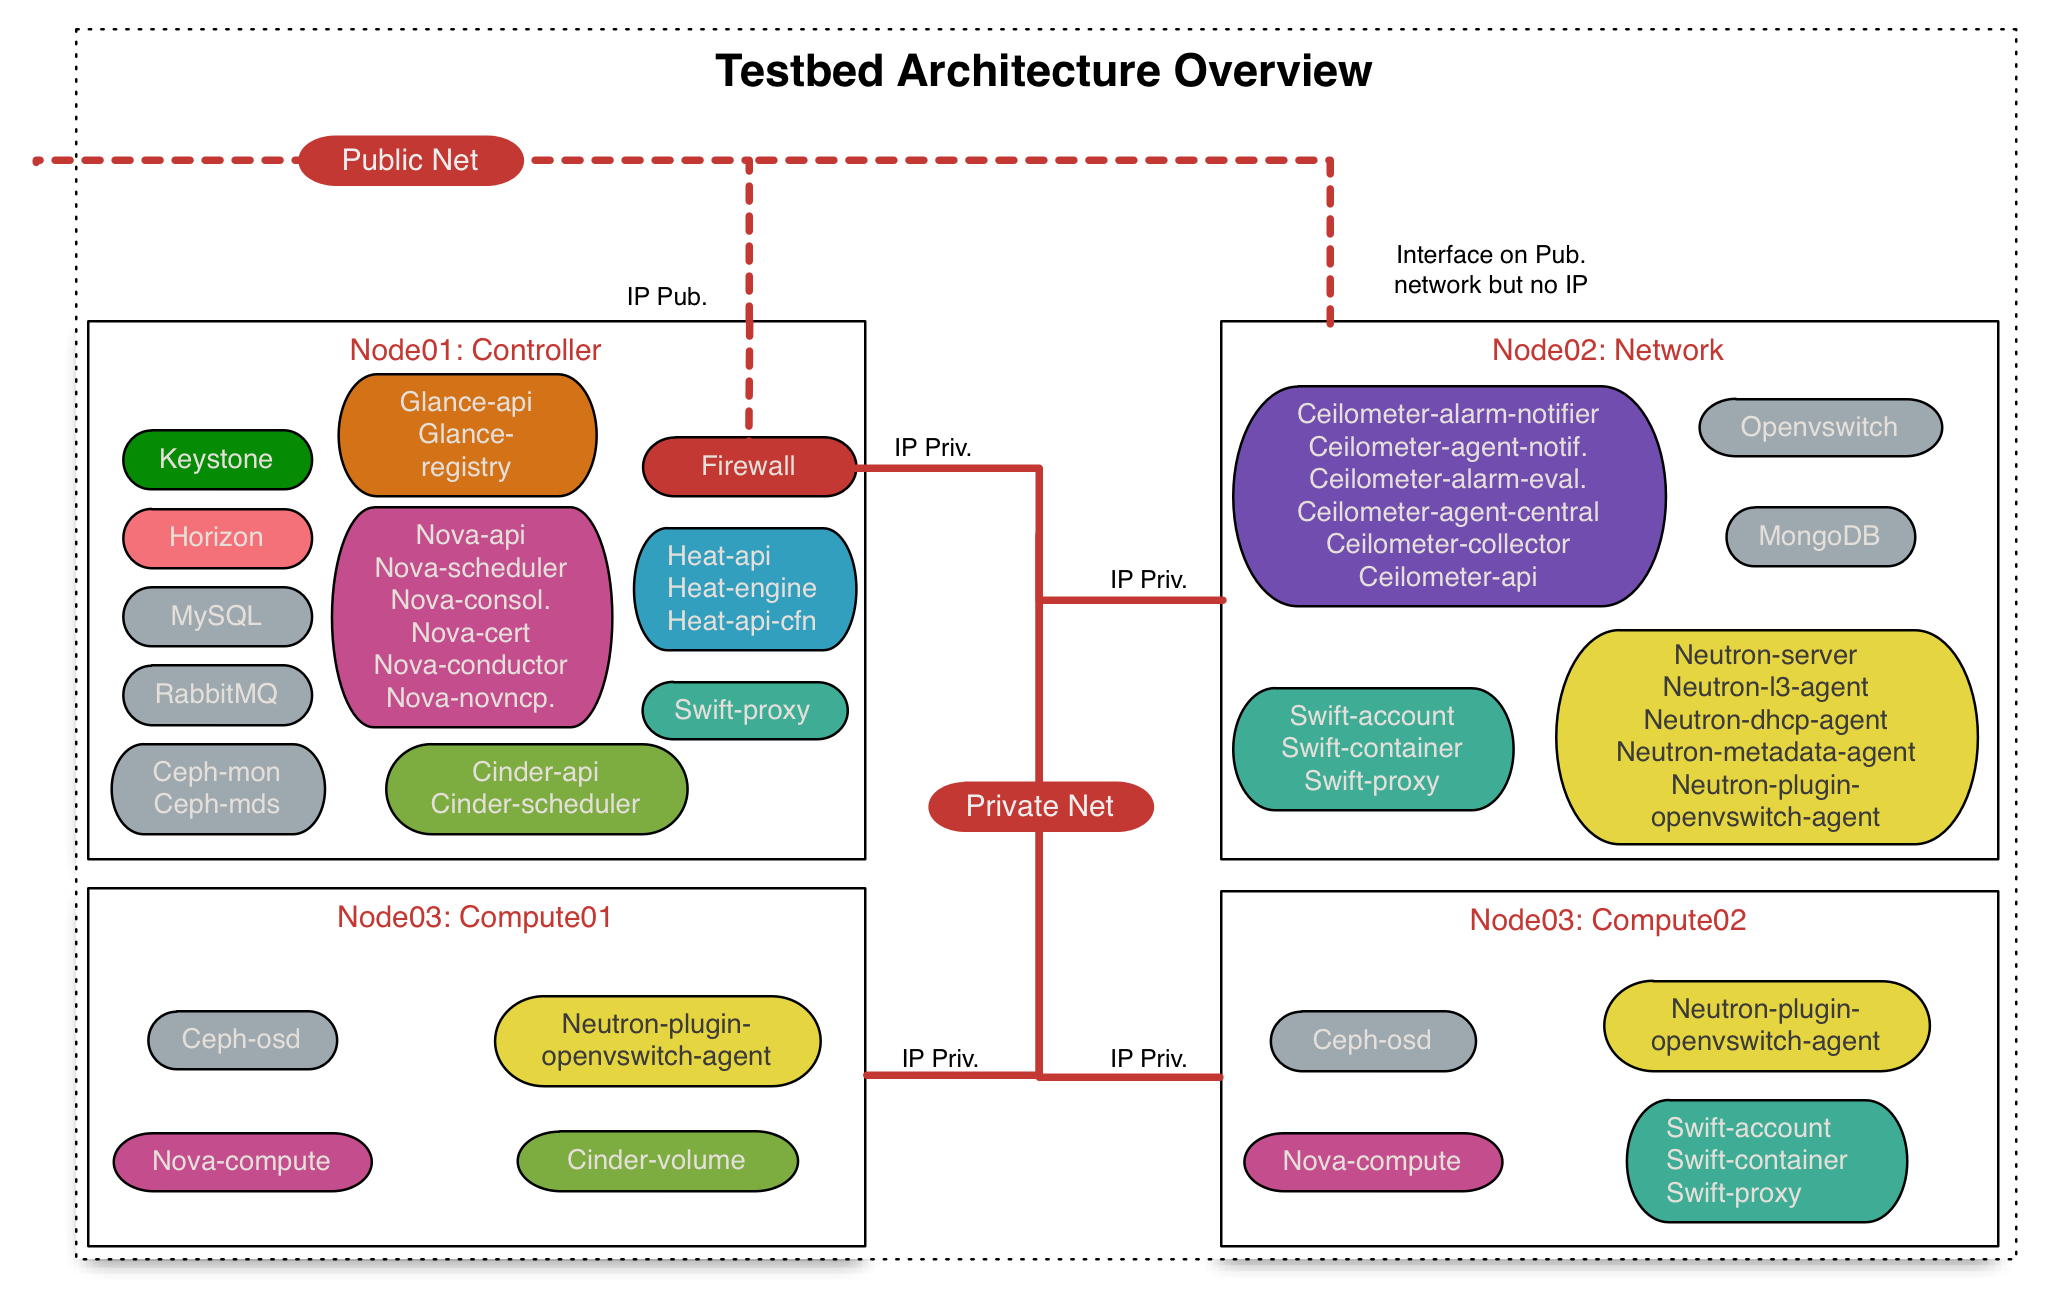 Testbed Architecture Overview
Public Net
Interface on Pub.
network but no IP
IP Pub.
Node01: Controller
Glance-api
Glance-
registry
Keystone
Firewall
IP Priv.
Horizon
Nova-api
Nova-scheduler
Nova-consol.
Nova-cert
Nova-conductor
Nova-novncp.
Heat-api
Heat-engine
Heat-api-cfn
MySQL
RabbitMQ
Swift-proxy
Ceph-mon
Ceph-mds
Cinder-api
Cinder-scheduler
Node02: Network
Ceilometer-alarm-notifier
Ceilometer-agent-notif.
Ceilometer-alarm-eval.
Ceilometer-agent-central
Ceilometer-collector
Ceilometer-api
Openvswitch
MongoDB
IP Priv.
Swift-account
Swift-container
Swift-proxy
Neutron-server
Neutron-l3-agent
Neutron-dhcp-agent
Neutron-metadata-agent
Neutron-plugin-
openvswitch-agent
Private Net
Node03: Compute01
Ceph-osd
Neutron-plugin-
openvswitch-agent
Nova-compute
Cinder-volume
IP Priv.
IP Priv.
Node03: Compute02
Ceph-osd
Neutron-plugin-
openvswitch-agent
Nova-compute
Swift-account
Swift-container
Swift-proxy